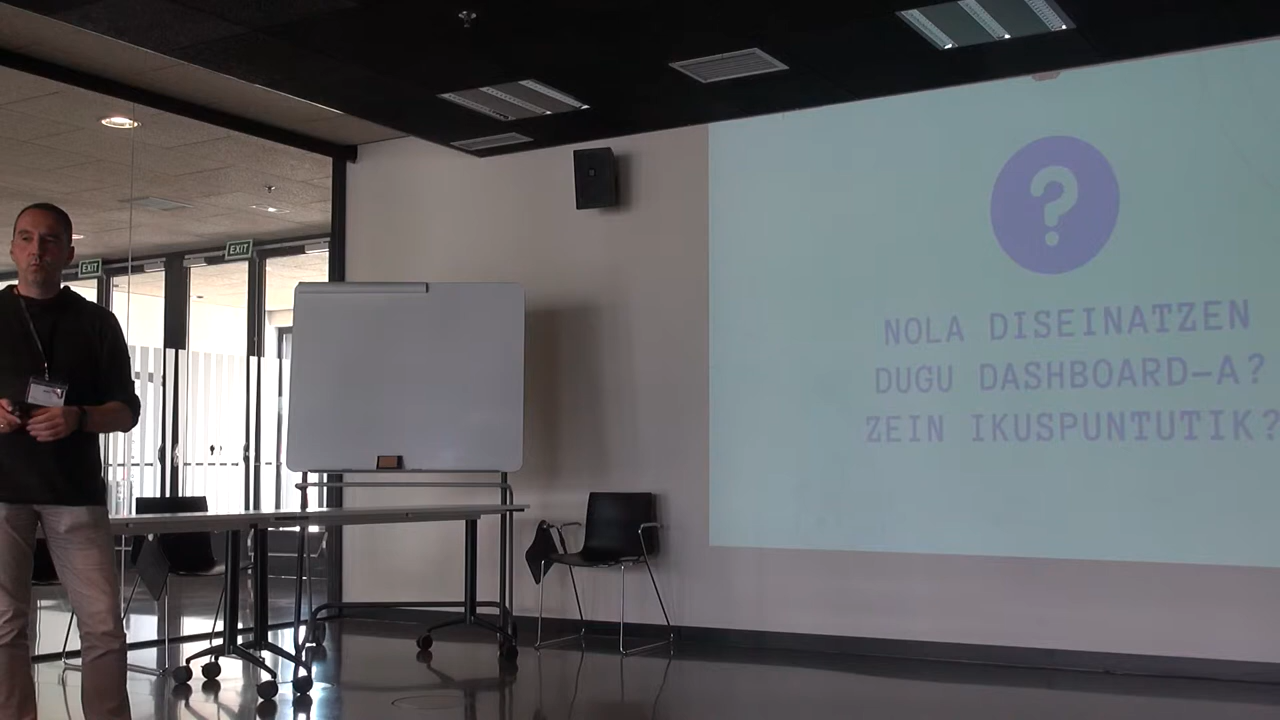 EXIT
EXIT
?
NOLA DISEINATZEN
DUGU DASHBOARD-A?
ZEIN IKUSPUNTUTIK?